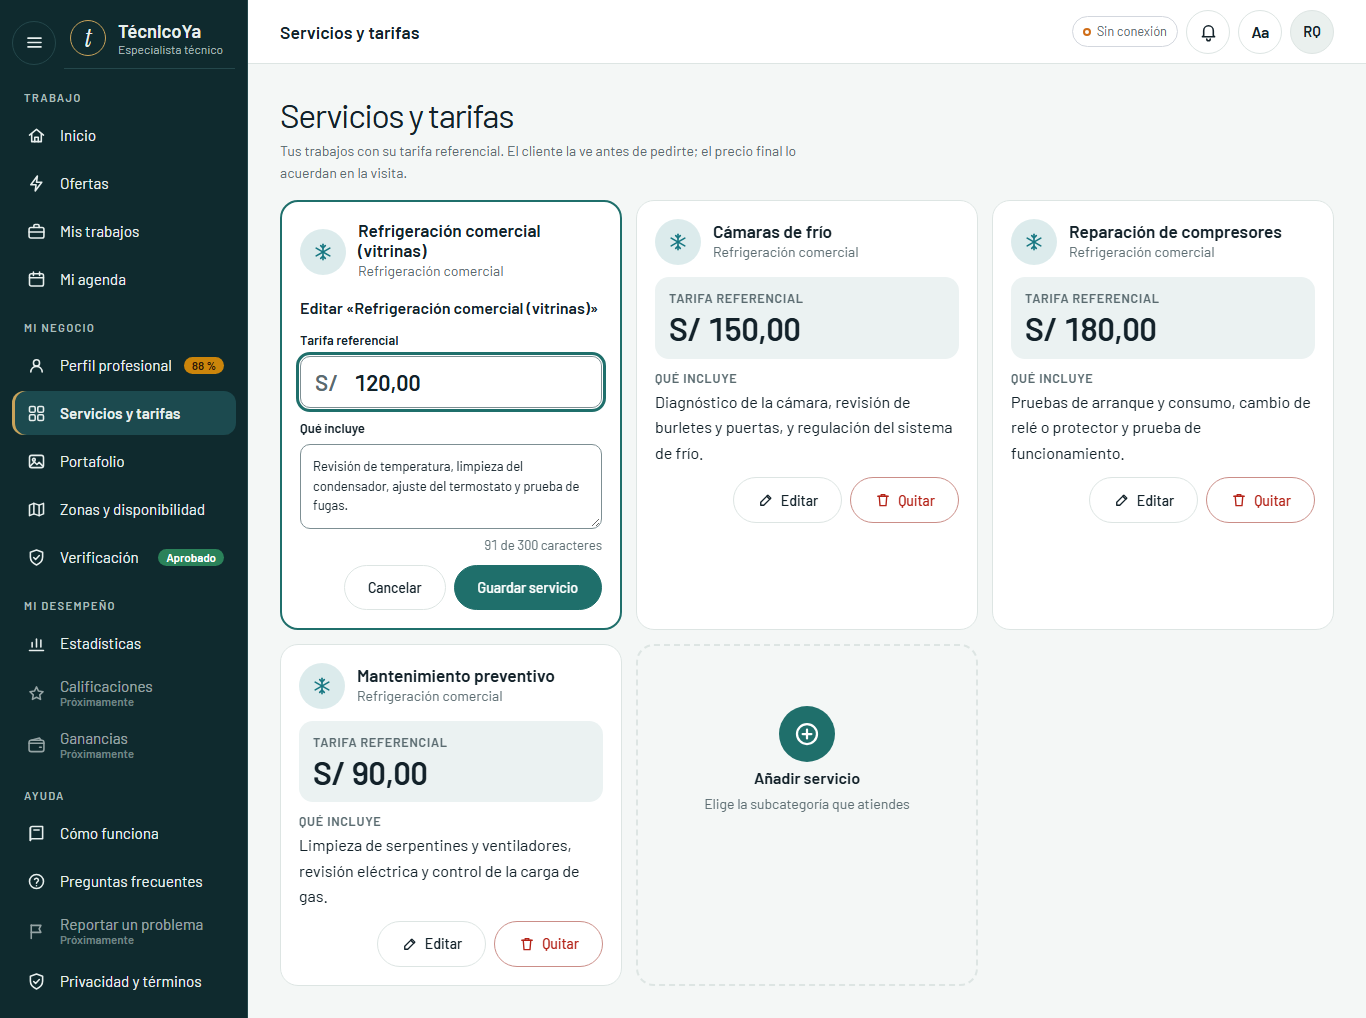 TécnicoYa
Especialista técnico
TRABAJO
Inicio
Ofertas
Mis trabajos
Mi agenda
MI NEGOCIO
Perfil profesional
88 %
Servicios y tarifas
Portafolio
Zonas y disponibilidad
Verificación
Aprobado
MI DESEMPEÑO
Estadísticas
Calificaciones
Próximamente
Ganancias
Próximamente
AYUDA
Cómo funciona
Preguntas frecuentes
Reportar un problema
Próximamente
Privacidad y términos
Servicios y tarifas
Sin conexión
Aa
RQ
Servicios y tarifas
Tus trabajos con su tarifa referencial. El cliente la ve antes de pedirte; el precio final lo
acuerdan en la visita.
Refrigeración comercial
(vitrinas)
Refrigeración comercial
Editar «Refrigeración comercial (vitrinas)»
Tarifa referencial
S/ 120,00
Qué incluye
Revisión de temperatura, limpieza del
condensador, ajuste del termostato y prueba de
fugas.
91 de 300 caracteres
Cancelar
Guardar servicio
Cámaras de frío
Refrigeración comercial
TARIFA REFERENCIAL
S/ 150,00
QUÉ INCLUYE
Diagnóstico de la cámara, revisión de
burletes y puertas, y regulación del sistema
de frío.
Editar
Quitar
Reparación de compresores
Refrigeración comercial
TARIFA REFERENCIAL
S/ 180,00
QUÉ INCLUYE
Pruebas de arranque y consumo, cambio de
relé o protector y prueba de
funcionamiento.
Editar
Quitar
Mantenimiento preventivo
Refrigeración comercial
TARIFA REFERENCIAL
S/ 90,00
QUÉ INCLUYE
Limpieza de serpentines y ventiladores,
revisión eléctrica y control de la carga de
gas.
Editar
Quitar
Añadir servicio
Elige la subcategoría que atiendes